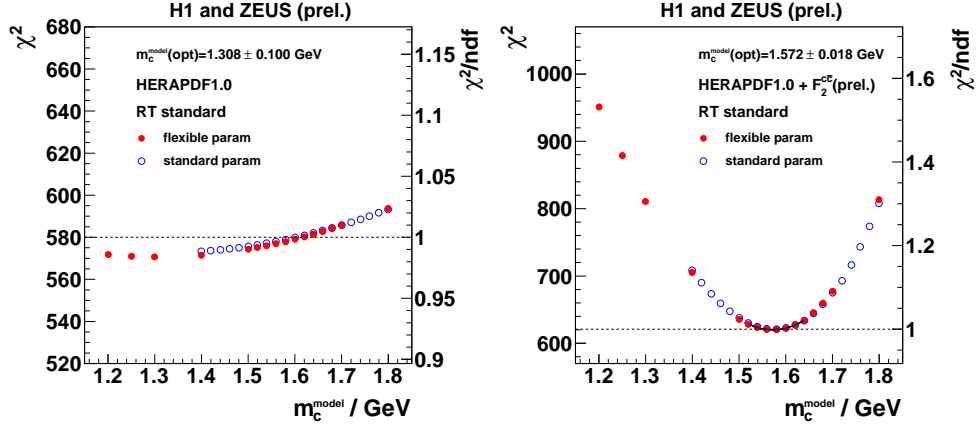 H1 and ZEUS (prel.)
χ²
χ²/ndf
680
660
640
620
600
580
560
540
520
1.15
1.1
1.05
1
0.95
0.9
m_c^model(opt)=1.308 ± 0.100 GeV
HERAPDF1.0
RT standard
flexible param
standard param
1.2 1.3 1.4 1.5 1.6 1.7 1.8
m_c^model / GeV
H1 and ZEUS (prel.)
χ²
χ²/ndf
1000
900
800
700
600
1.6
1.4
1.2
1
m_c^model(opt)=1.572 ± 0.018 GeV
HERAPDF1.0 + F_2^cc̄(prel.)
RT standard
flexible param
standard param
1.2 1.3 1.4 1.5 1.6 1.7 1.8
m_c^model / GeV